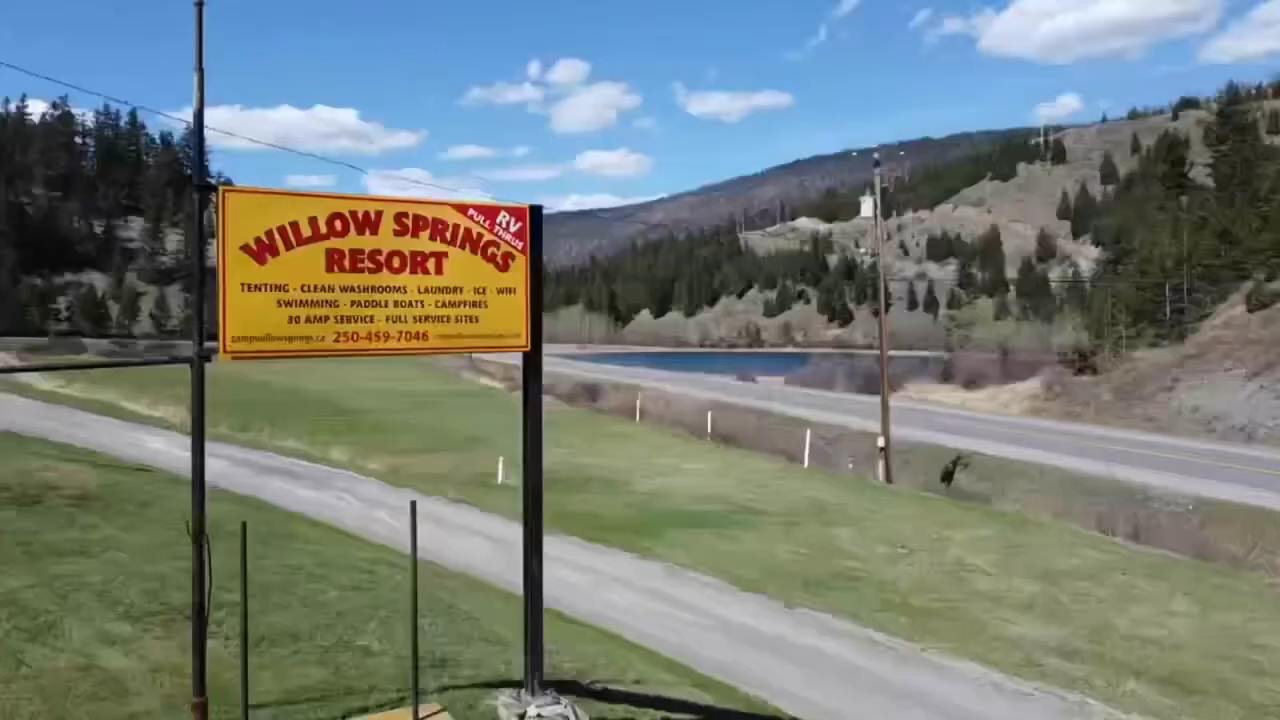 WILLOW SPRINGS
RESORT
RV
PULL THRUS
TENTING - CLEAN WASHROOMS - LAUNDRY - ICE - WIFI
SWIMMING - PADDLE BOATS - CAMPFIRES
30 AMP SERVICE - FULL SERVICE SITES
campwillowsprings.ca 250-459-7046